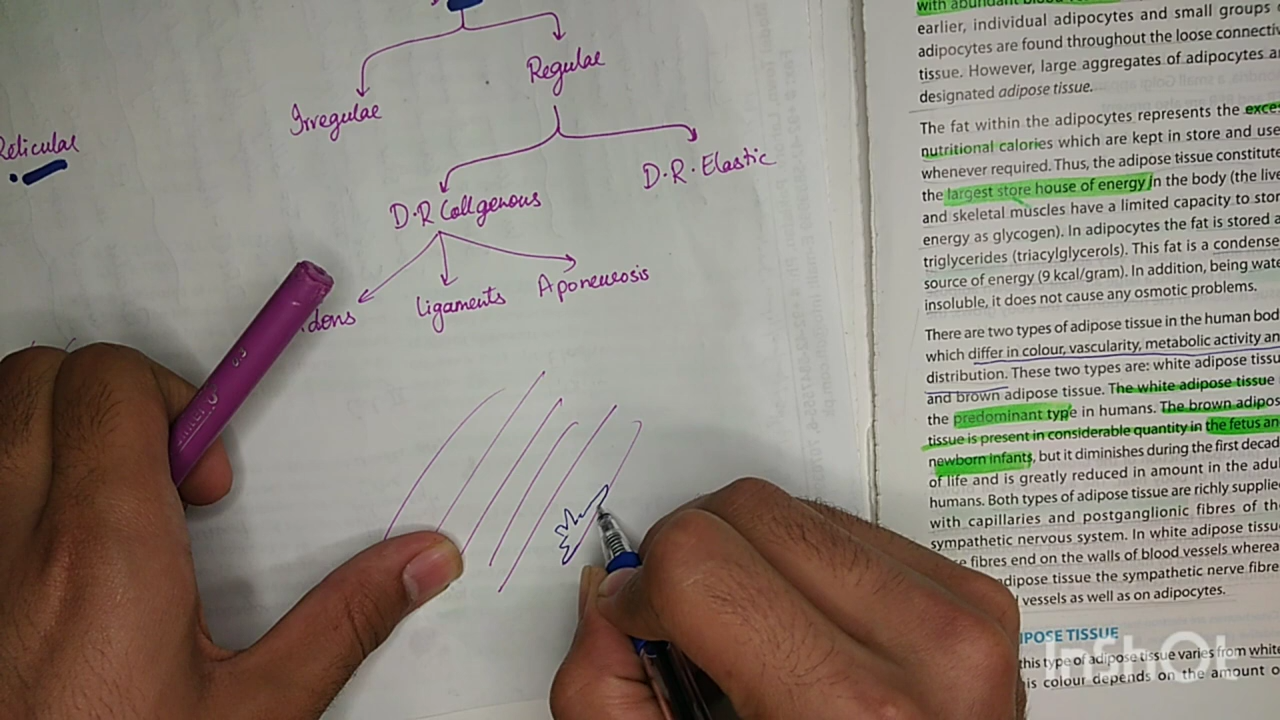 Reticular
Irregular
Regular
D.R Collgenous
D.R. Elastic
Ligaments
Aponeurosis
0.5
with abundant
earlier, individual adipocytes and small groups
adipocytes are found throughout the loose connectiv
tissue. However, large aggregates of adipocytes a
designated adipose tissue.
The fat within the adipocytes represents the exce
nutritional calories which are kept in store and use
whenever required. Thus, the adipose tissue constitute
the largest store house of energy in the body (the live
and skeletal muscles have a limited capacity to stor
energy as glycogen). In adipocytes the fat is stored a
triglycerides (triacylglycerols). This fat is a condense
source of energy (9 kcal/gram). In addition, being wate
insoluble, it does not cause any osmotic problems.
There are two types of adipose tissue in the human bod
which differ in colour, vascularity, metabolic activity an
distribution. These two types are: white adipose tissu
and brown adipose tissue. The white adipose tissue
the predominant type in humans. The brown adipos
tissue is present in considerable quantity in the fetus an
newborn infants, but it diminishes during the first decad
of life and is greatly reduced in amount in the adul
humans. Both types of adipose tissue are richly supplie
with capillaries and postganglionic fibres of th
sympathetic nervous system. In white adipose tissu
fibres end on the walls of blood vessels wherea
adipose tissue the sympathetic nerve fibre
vessels as well as on adipocytes.
IPOSE TISSUE
this type of adipose tissue varies from white
is colour depends on the amount o
InShOt